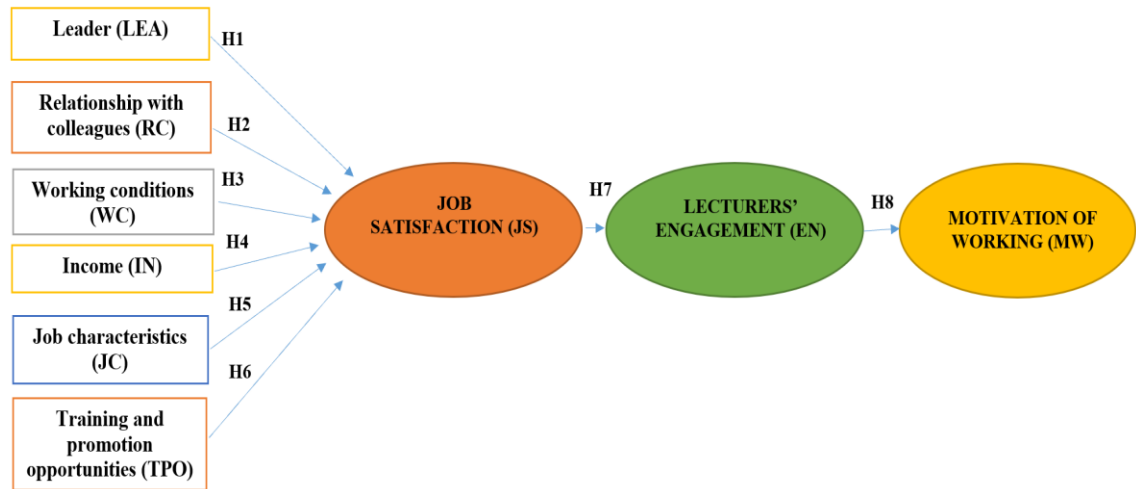 Leader (LEA)
H1
Relationship with
colleagues (RC)
H2
Working conditions
(WC)
H3
Income (IN)
H4
Job characteristics
(JC)
H5
Training and
promotion
opportunities (TPO)
H6
JOB
SATISFACTION (JS)
H7
LECTURERS’
ENGAGEMENT (EN)
H8
MOTIVATION OF
WORKING (MW)